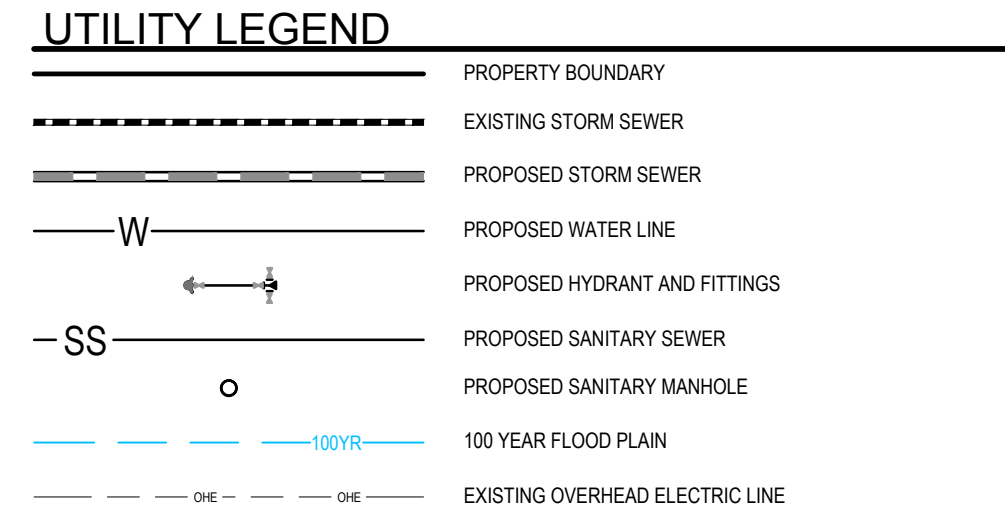 UTILITY LEGEND
PROPERTY BOUNDARY
EXISTING STORM SEWER
PROPOSED STORM SEWER
W PROPOSED WATER LINE
PROPOSED HYDRANT AND FITTINGS
SS PROPOSED SANITARY SEWER
PROPOSED SANITARY MANHOLE
100YR 100 YEAR FLOOD PLAIN
OHE OHE EXISTING OVERHEAD ELECTRIC LINE